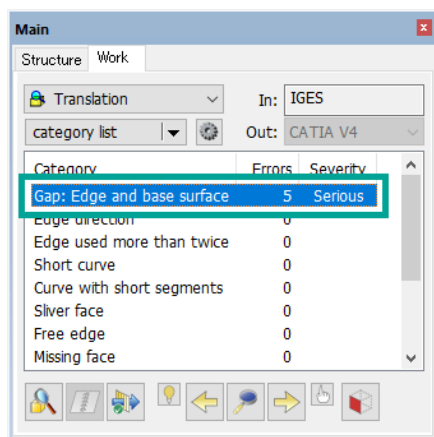 Main
Structure Work
Translation In: IGES
category list Out: CATIA V4
Category Errors Severity
Gap: Edge and base surface 5 Serious
Edge direction 0
Edge used more than twice 0
Short curve 0
Curve with short segments 0
Sliver face 0
Free edge 0
Missing face 0